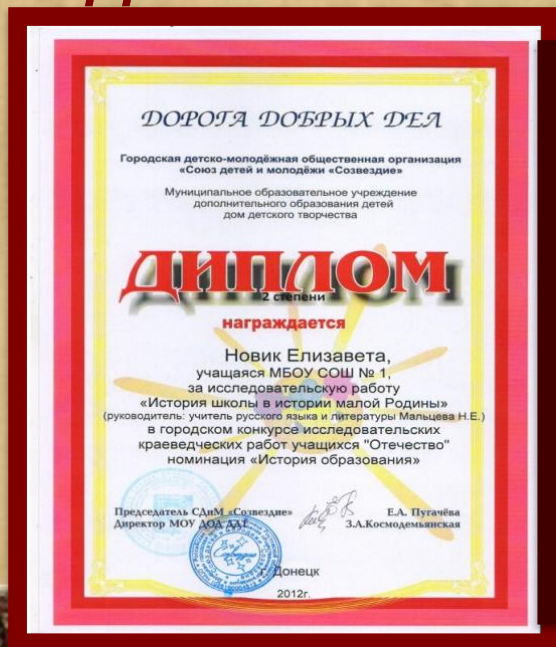 ДОРОГА ДОБРЫХ ДЕЛ
Городская детско-молодёжная общественная организация
«Союз детей и молодёжи «Созвездие»
Муниципальное образовательное учреждение
дополнительного образования детей
дом детского творчества
ДИПЛОМ
2 степени
награждается
Новик Елизавета,
учащаяся МБОУ СОШ № 1,
за исследовательскую работу
«История школы в истории малой Родины»
(руководитель: учитель русского языка и литературы Мальцева Н.Е.)
в городском конкурсе исследовательских
краеведческих работ учащихся "Отечество"
номинация «История образования»
Председатель СДиМ «Созвездие» Е.А. Пугачёва
Директор МОУ ДОД ДДТ З.А.Космодемьянская
Донецк
2012г.